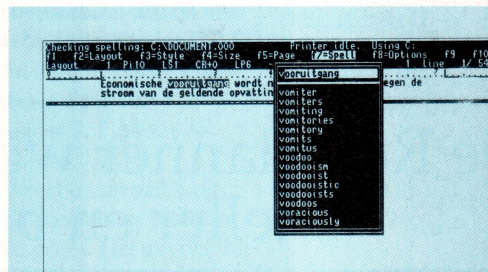 Checking spelling: C:\DOCUMENT.000 Printer idle. Using C:
f1 f2=Layout f3=Style f4=Size f5=Page f7=Spell f8=Options f9 f10
Layout 1 Pi10 LS1 CR+0 LP6 line 1/ 54
Economische vooruitgang wordt n egen de
stroom van de geldende opvattin
vooruitgang
vomiter
vomiters
vomiting
vomitories
vomitory
vomits
vomitus
voodoo
voodooism
voodooist
voodooistic
voodooists
voodoos
voracious
voraciously